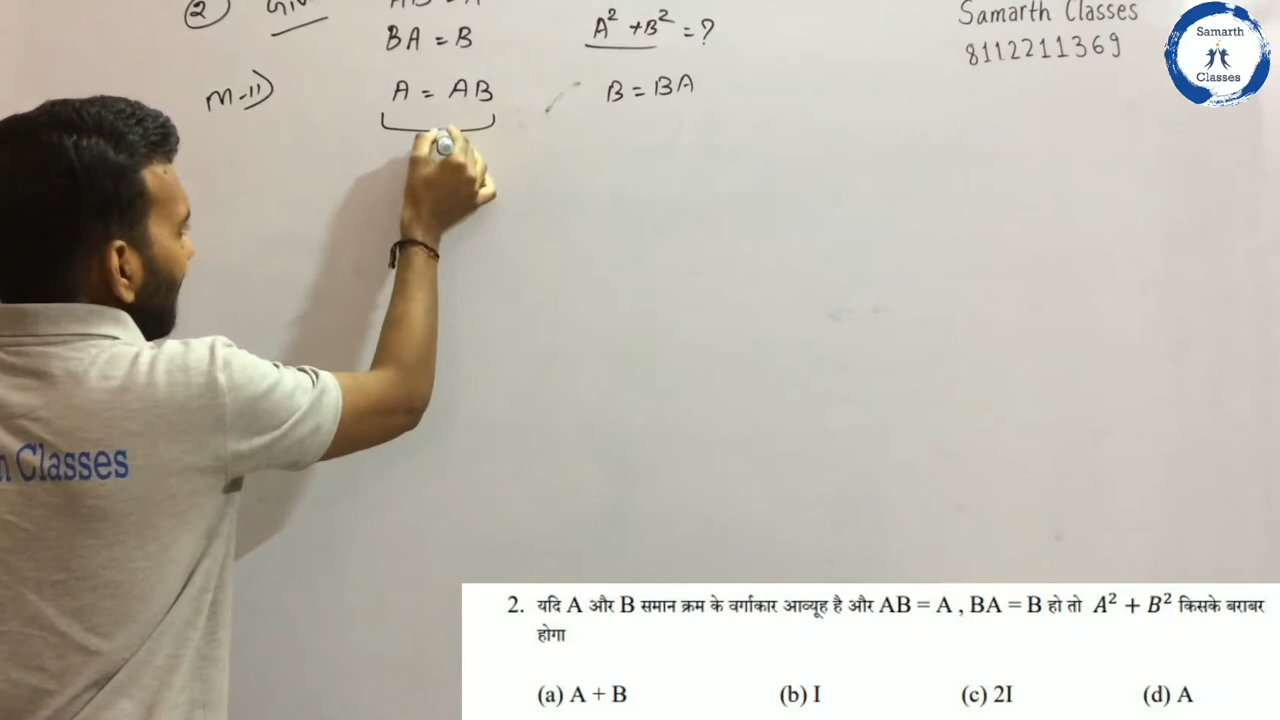 ②
BA = B
A² + B² = ?
Samarth Classes
8112211369
Samarth
Classes
M-11)
A = AB
B = BA
Classes
2. यदि A और B समान क्रम के वर्गाकार आव्यूह है और AB = A , BA = B हो तो A² + B² किसके बराबर
होगा
(a) A + B (b) I (c) 2I (d) A